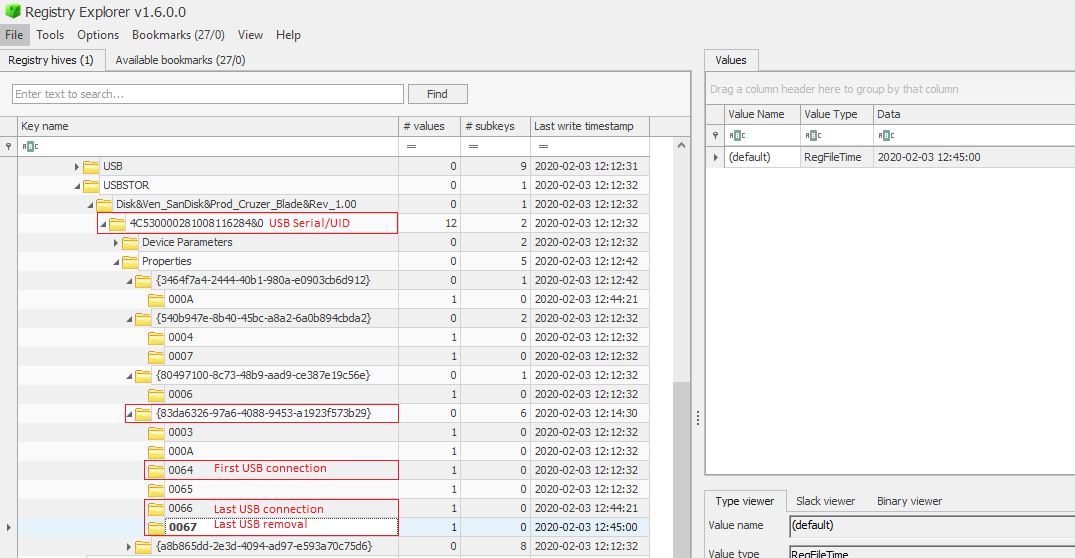 Registry Explorer v1.6.0.0
File Tools Options Bookmarks (27/0) View Help
Registry hives (1) Available bookmarks (27/0)
Enter text to search... Find
Key name # values # subkeys Last write timestamp
ABC = = =
USB 0 9 2020-02-03 12:12:31
USBSTOR 0 1 2020-02-03 12:12:32
Disk&Ven_SanDisk&Prod_Cruzer_Blade&Rev_1.00 0 1 2020-02-03 12:12:32
4C530000281008116284&0 USB Serial/UID 12 2 2020-02-03 12:12:32
Device Parameters 0 2 2020-02-03 12:12:32
Properties 0 5 2020-02-03 12:12:42
{3464f7a4-2444-40b1-980a-e0903cb6d912} 0 1 2020-02-03 12:12:42
000A 1 0 2020-02-03 12:44:21
{540b947e-8b40-45bc-a8a2-6a0b894cbda2} 0 2 2020-02-03 12:12:32
0004 1 0 2020-02-03 12:12:32
0007 1 0 2020-02-03 12:12:32
{80497100-8c73-48b9-aad9-ce387e19c56e} 0 1 2020-02-03 12:12:32
0006 1 0 2020-02-03 12:12:32
{83da6326-97a6-4088-9453-a1923f573b29} 0 6 2020-02-03 12:14:30
0003 1 0 2020-02-03 12:12:32
000A 1 0 2020-02-03 12:12:32
0064 First USB connection 1 0 2020-02-03 12:12:32
0065 1 0 2020-02-03 12:12:32
0066 Last USB connection 1 0 2020-02-03 12:44:21
0067 Last USB removal 1 0 2020-02-03 12:45:00
{a8b865dd-2e3d-4094-ad97-e593a70c75d6} 0 8 2020-02-03 12:12:32
Values
Drag a column header here to group by that column
Value Name Value Type Data
ABC ABC ABC
(default) RegFileTime 2020-02-03 12:45:00
Type viewer Slack viewer Binary viewer
Value name (default)
Value type RegFileTime